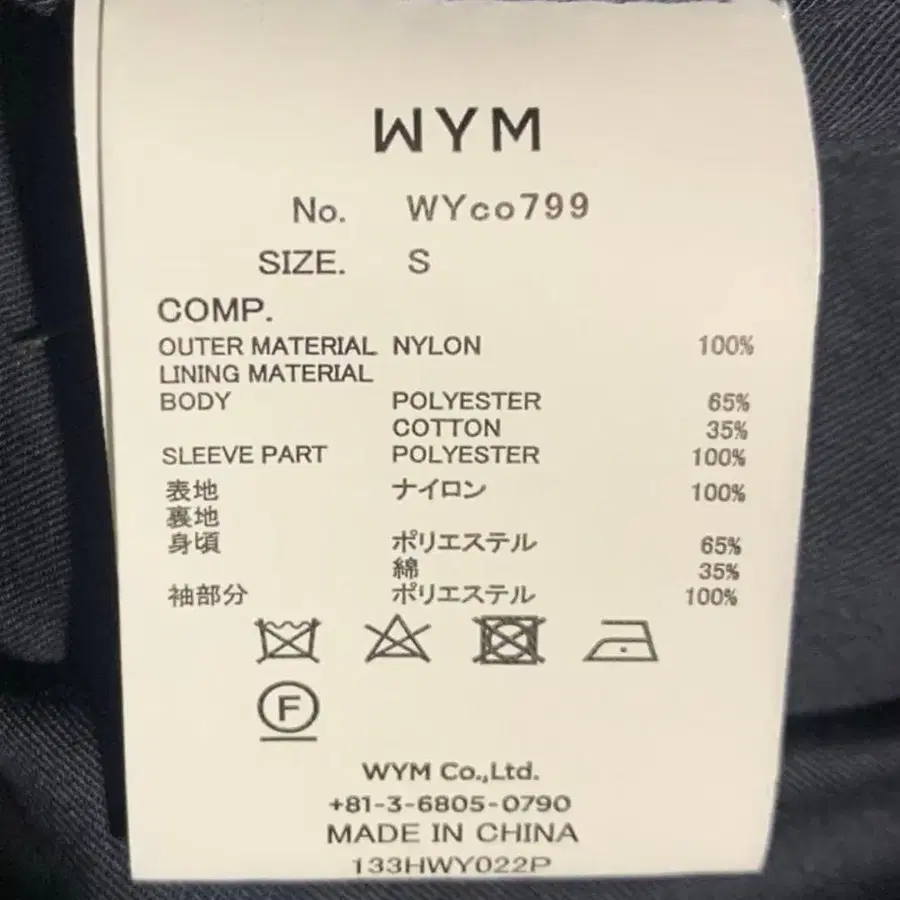 WYM
No. WYco799
SIZE. S
COMP.
OUTER MATERIAL NYLON 100%
LINING MATERIAL
BODY POLYESTER 65%
COTTON 35%
SLEEVE PART POLYESTER 100%
表地 ナイロン 100%
裏地
身頃 ポリエステル 65%
綿 35%
袖部分 ポリエステル 100%
F
WYM Co.,Ltd.
+81-3-6805-0790
MADE IN CHINA
133HWY022P